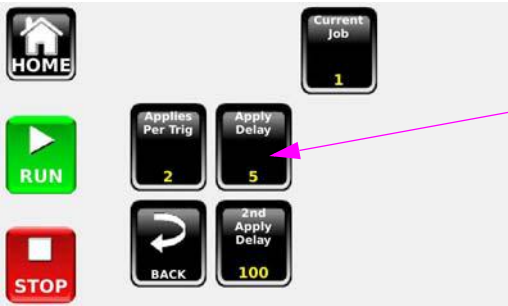 HOME
Current
Job
1
RUN
Applies
Per Trig
2
Apply
Delay
5
STOP
BACK
2nd
Apply
Delay
100